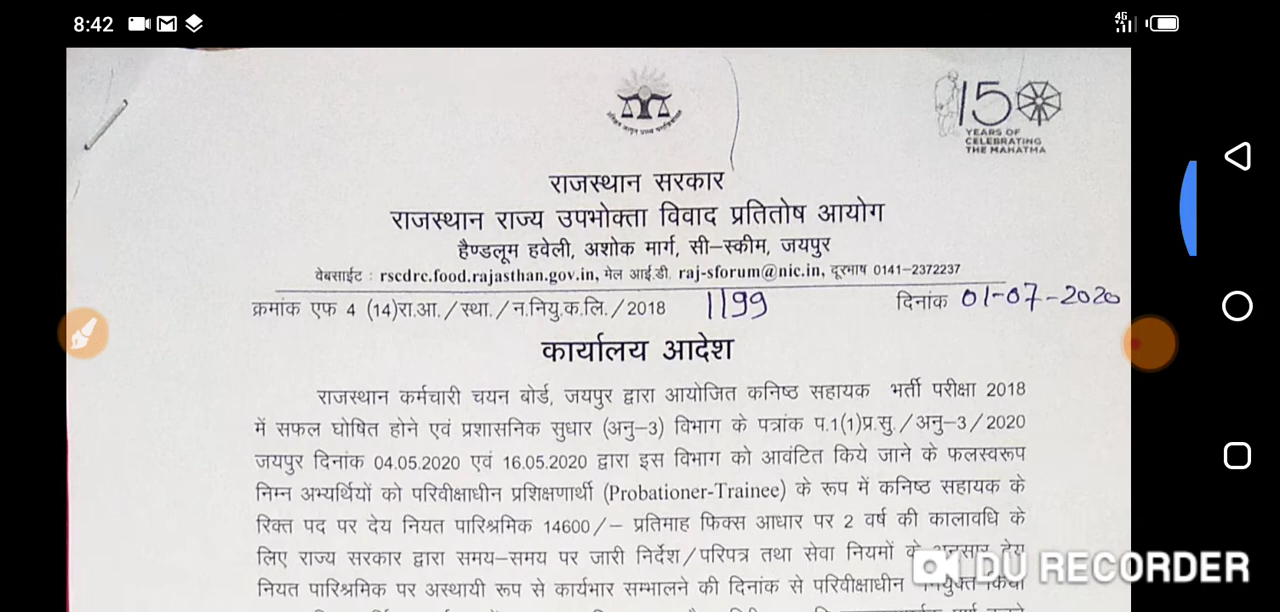 8:42
4G
150
YEARS OF
CELEBRATING
THE MAHATMA
राजस्थान सरकार
राजस्थान राज्य उपभोक्ता विवाद प्रतितोष आयोग
हैण्डलूम हवेली, अशोक मार्ग, सी–स्कीम, जयपुर
वेबसाईट : rscdrc.food.rajasthan.gov.in, मेल आई.डी. raj-sforum@nic.in, दूरभाष 0141–2372237
क्रमांक एफ 4 (14)रा.आ./स्था./न.नियु.क.लि./2018 1199 दिनांक 01-07-2020
कार्यालय आदेश
राजस्थान कर्मचारी चयन बोर्ड, जयपुर द्वारा आयोजित कनिष्ठ सहायक भर्ती परीक्षा 2018
में सफल घोषित होने एवं प्रशासनिक सुधार (अनु–3) विभाग के पत्रांक प.1(1)प्र.सु./अनु–3/2020
जयपुर दिनांक 04.05.2020 एवं 16.05.2020 द्वारा इस विभाग को आवंटित किये जाने के फलस्वरूप
निम्न अभ्यर्थियों को परिवीक्षाधीन प्रशिक्षणार्थी (Probationer-Trainee) के रूप में कनिष्ठ सहायक के
रिक्त पद पर देय नियत पारिश्रमिक 14600/– प्रतिमाह फिक्स आधार पर 2 वर्ष की कालावधि के
लिए राज्य सरकार द्वारा समय–समय पर जारी निर्देश/परिपत्र तथा सेवा नियमों के अनुसार देय
नियत पारिश्रमिक पर अस्थायी रूप से कार्यभार सम्भालने की दिनांक से परिवीक्षाधीन
DU RECORDER